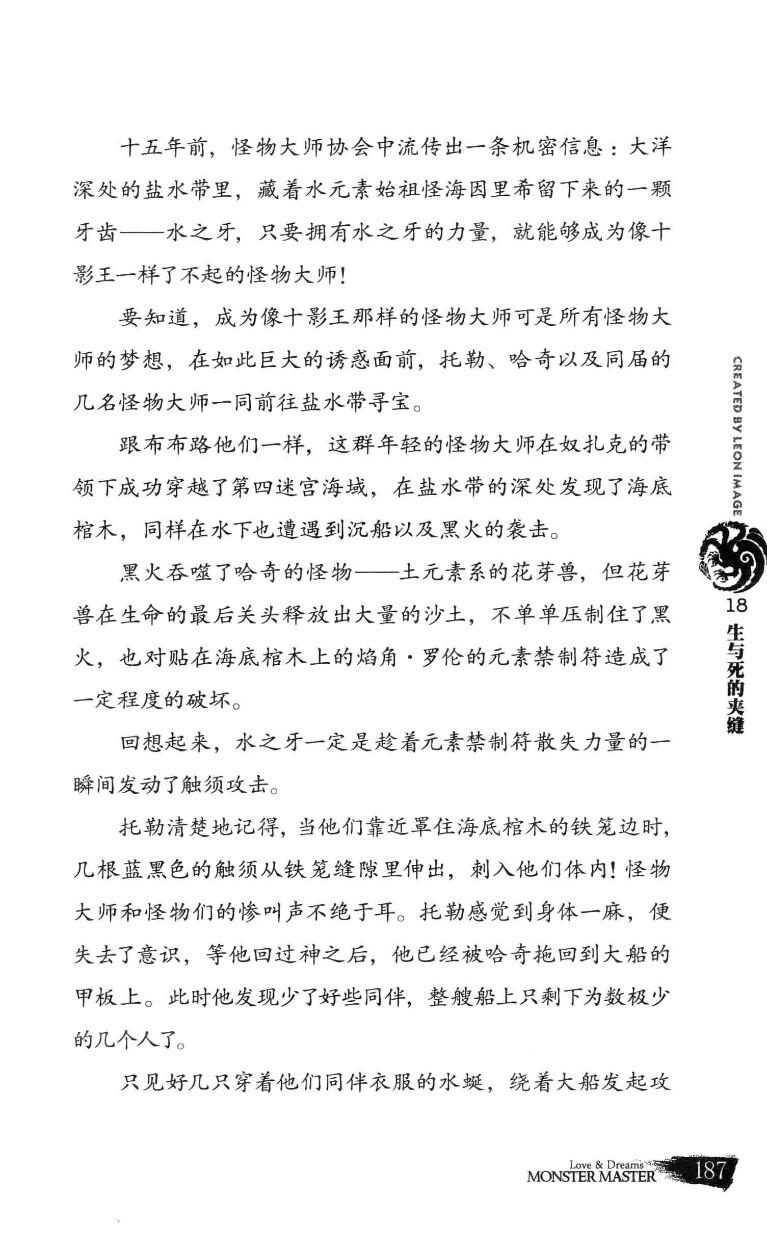 十五年前，怪物大师协会中流传出一条机密信息：大洋
深处的盐水带里，藏着水元素始祖怪海因里希留下来的一颗
牙齿——水之牙，只要拥有水之牙的力量，就能够成为像十
影王一样了不起的怪物大师！
要知道，成为像十影王那样的怪物大师可是所有怪物大
师的梦想，在如此巨大的诱惑面前，托勒、哈奇以及同届的
几名怪物大师一同前往盐水带寻宝。
跟布布路他们一样，这群年轻的怪物大师在奴扎克的带
领下成功穿越了第四迷宫海域，在盐水带的深处发现了海底
棺木，同样在水下也遭遇到沉船以及黑火的袭击。
黑火吞噬了哈奇的怪物——土元素系的花芽兽，但花芽
兽在生命的最后关头释放出大量的沙土，不单单压制住了黑
火，也对贴在海底棺木上的焰角·罗伦的元素禁制符造成了
一定程度的破坏。
回想起来，水之牙一定是趁着元素禁制符散失力量的一
瞬间发动了触须攻击。
托勒清楚地记得，当他们靠近罩住海底棺木的铁笼边时，
几根蓝黑色的触须从铁笼缝隙里伸出，刺入他们体内！怪物
大师和怪物们的惨叫声不绝于耳。托勒感觉到身体一麻，便
失去了意识，等他回过神之后，他已经被哈奇拖回到大船的
甲板上。此时他发现少了好些同伴，整艘船上只剩下为数极少
的几个人了。
只见好几只穿着他们同伴衣服的水蜒，绕着大船发起攻
CREATED BY LEON IMAGE
18
生与死的夹缝
Love & Dreams
MONSTER MASTER
187